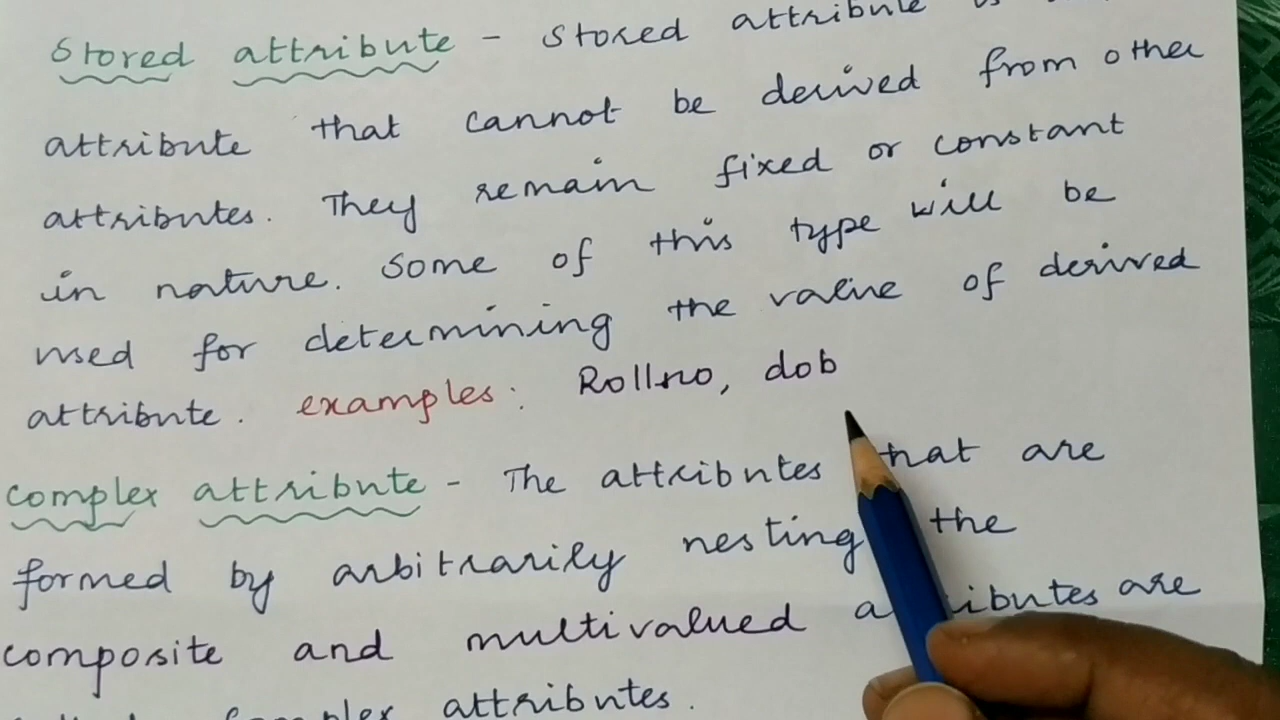 Stored attribute - Stored attribute
attribute that cannot be derived from other
attributes. They remain fixed or constant
in nature. Some of this type will be
used for determining the value of derived
attribute. examples: Rollno, dob
complex attribute - The attributes that are
formed by arbitrarily nesting the
composite and multivalued attributes are
complex attributes.